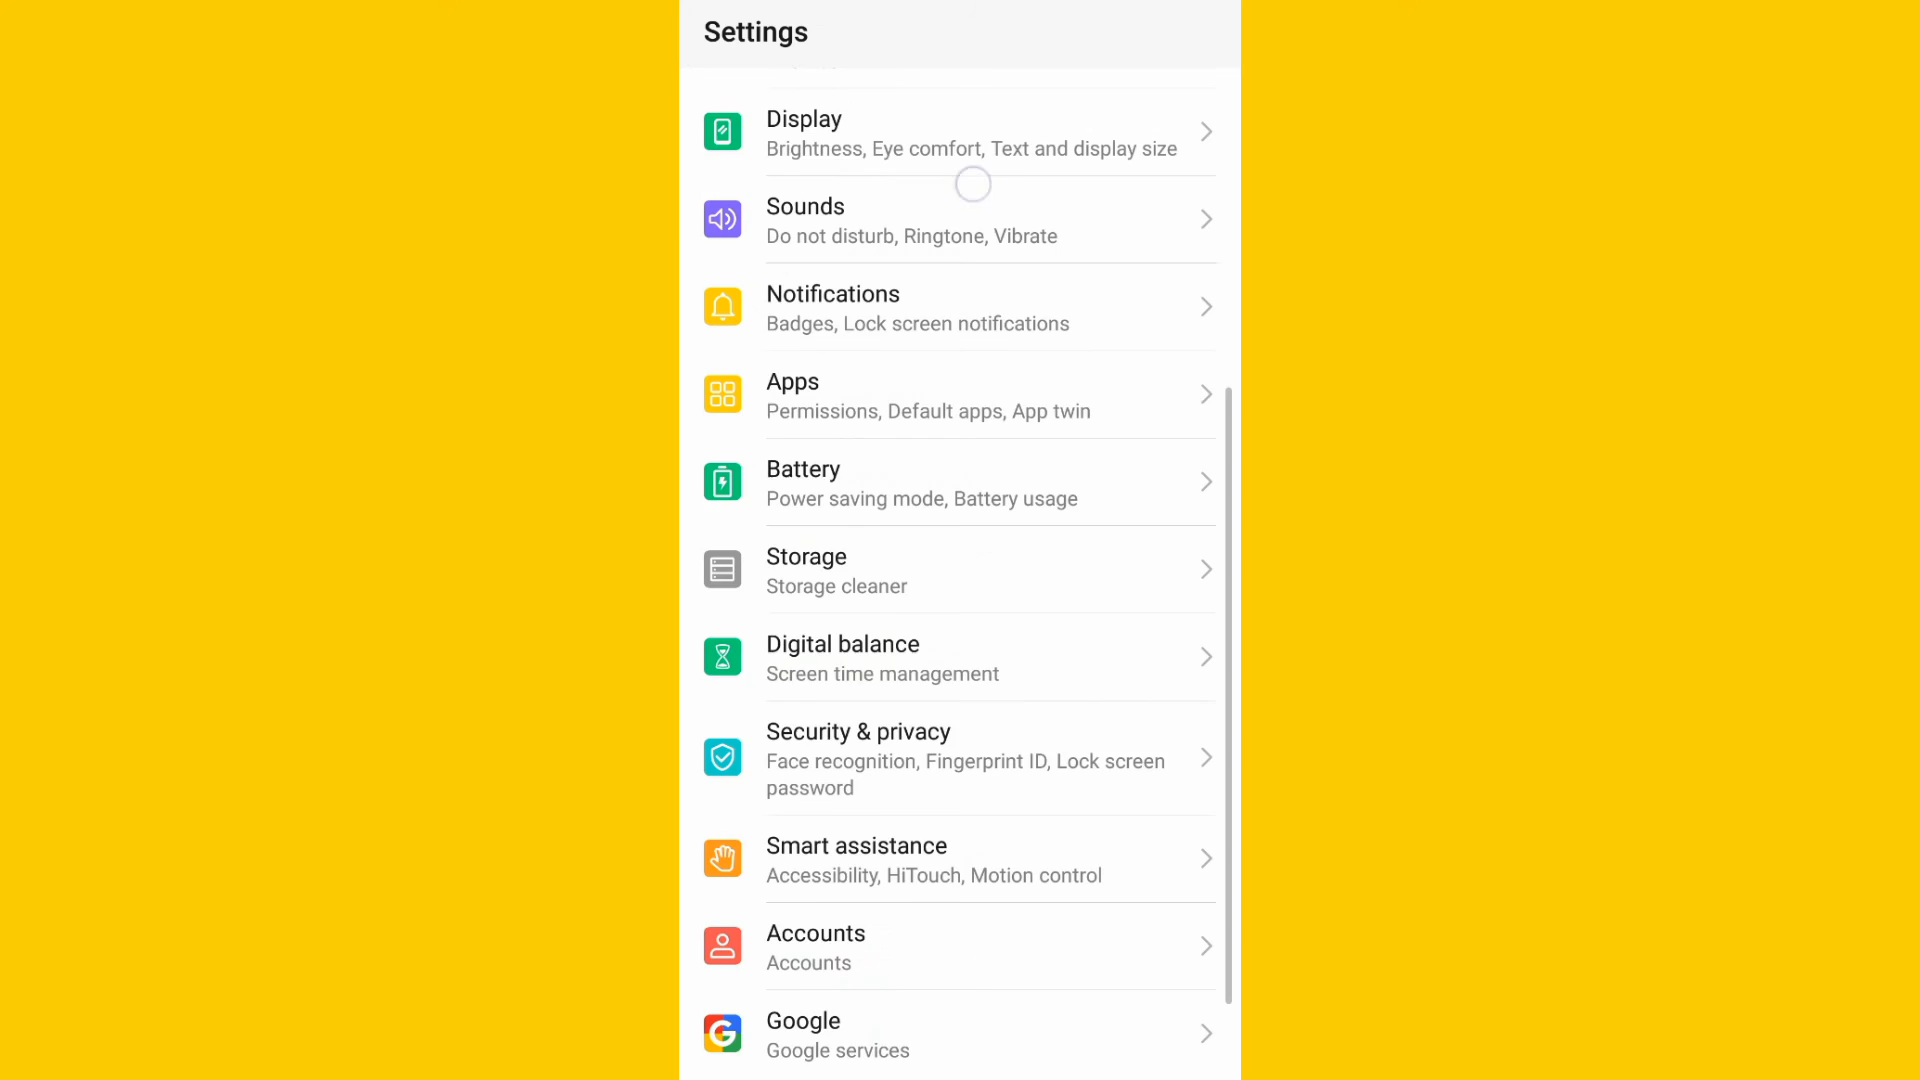 Settings
Display
Brightness, Eye comfort, Text and display size
Sounds
Do not disturb, Ringtone, Vibrate
Notifications
Badges, Lock screen notifications
Apps
Permissions, Default apps, App twin
Battery
Power saving mode, Battery usage
Storage
Storage cleaner
Digital balance
Screen time management
Security & privacy
Face recognition, Fingerprint ID, Lock screen
password
Smart assistance
Accessibility, HiTouch, Motion control
Accounts
Accounts
Google
Google services